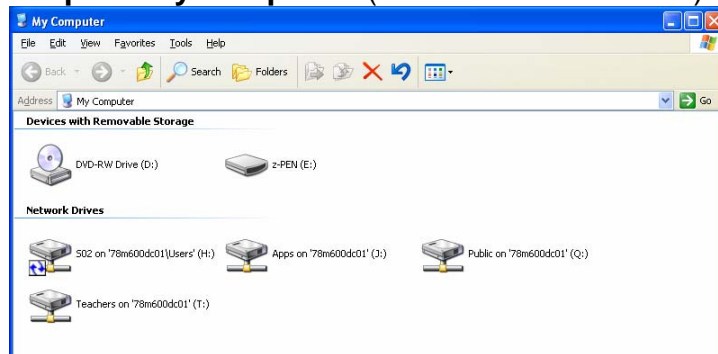 My Computer
File Edit View Favorites Tools Help
Back Search Folders
Address My Computer Go
Devices with Removable Storage
DVD-RW Drive (D:) z-PEN (E:)
Network Drives
S02 on '78m600dc01\Users' (H:) Apps on '78m600dc01' (J:) Public on '78m600dc01' (Q:)
Teachers on '78m600dc01' (T:)